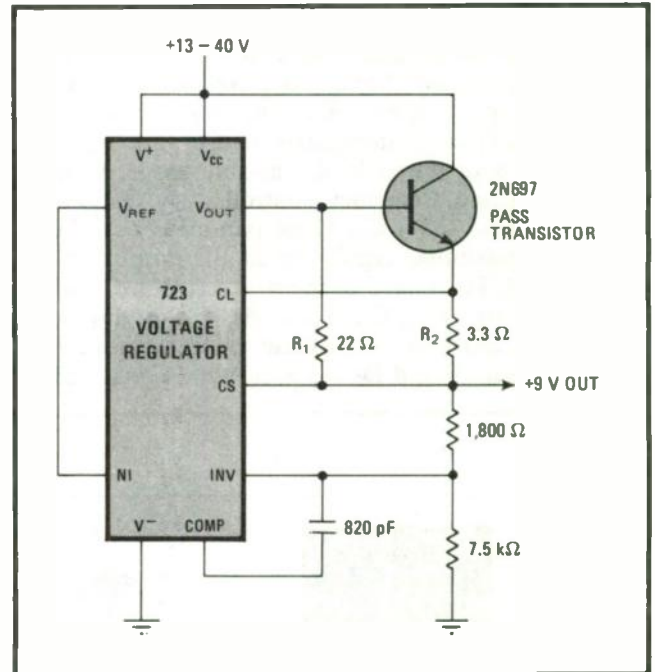 +13 – 40 V
V+
Vcc
VREF
VOUT
2N697
PASS
TRANSISTOR
723
CL
VOLTAGE
REGULATOR
R1
22 Ω
R2
3.3 Ω
CS
+9 V OUT
1,800 Ω
NI
INV
V–
COMP
820 pF
7.5 kΩ